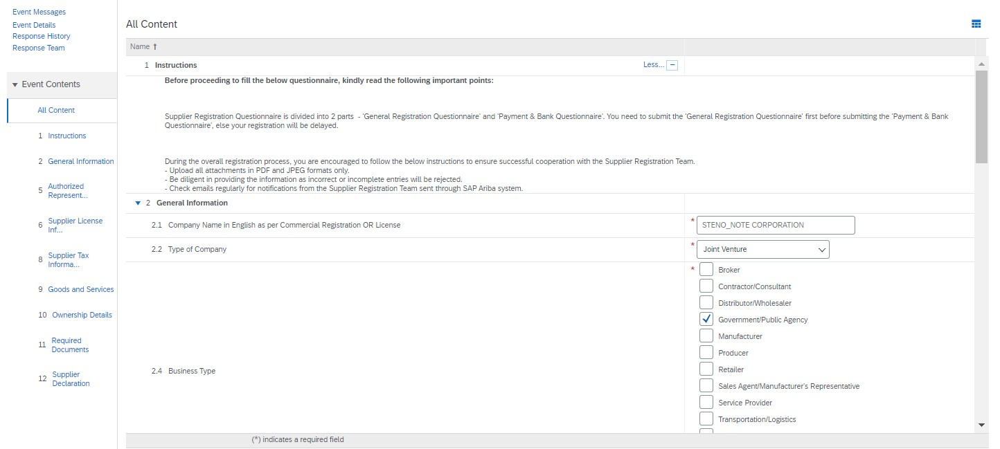 Event Messages
Event Details
Response History
Response Team
Event Contents
All Content
1 Instructions
2 General Information
5 Authorized
Represent...
6 Supplier License
Inf...
8 Supplier Tax
Informa...
9 Goods and Services
10 Ownership Details
11 Required
Documents
12 Supplier
Declaration
All Content
Name ↑
1 Instructions Less... −
Before proceeding to fill the below questionnaire, kindly read the following important points:
Supplier Registration Questionnaire is divided into 2 parts - 'General Registration Questionnaire' and 'Payment & Bank Questionnaire'. You need to submit the 'General Registration Questionnaire' first before submitting the 'Payment & Bank
Questionnaire', else your registration will be delayed.
During the overall registration process, you are encouraged to follow the below instructions to ensure successful cooperation with the Supplier Registration Team.
- Upload all attachments in PDF and JPEG formats only.
- Be diligent in providing the information as incorrect or incomplete entries will be rejected.
- Check emails regularly for notifications from the Supplier Registration Team sent through SAP Ariba system.
2 General Information
2.1 Company Name in English as per Commercial Registration OR License * STENO_NOTE CORPORATION
2.2 Type of Company * Joint Venture
2.4 Business Type *
Broker
Contractor/Consultant
Distributor/Wholesaler
Government/Public Agency
Manufacturer
Producer
Retailer
Sales Agent/Manufacturer's Representative
Service Provider
Transportation/Logistics
(*) indicates a required field